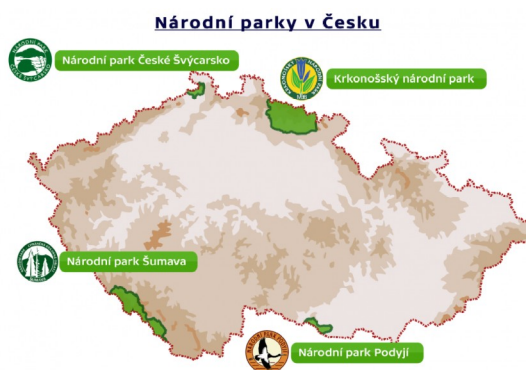 Národní parky v Česku
Národní park České Švýcarsko
Krkonošský národní park
Národní park Šumava
Národní park Podyjí